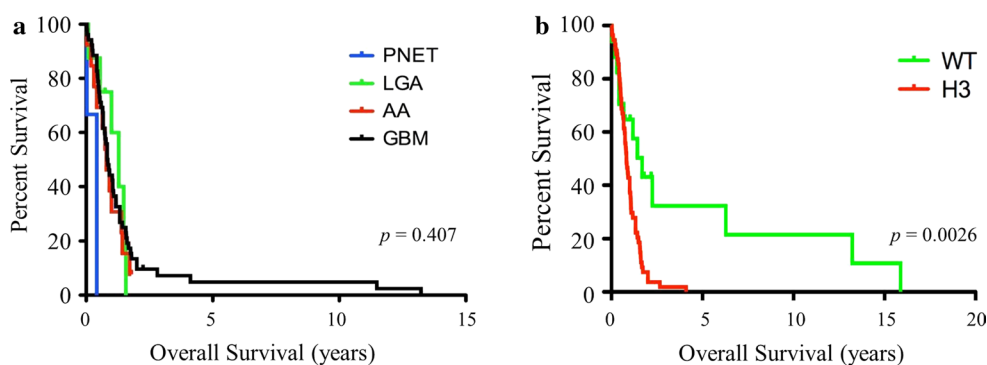 a
Percent Survival
100
80
60
40
20
0
PNET
LGA
AA
GBM
p = 0.407
0 5 10 15
Overall Survival (years)
b
Percent Survival
100
80
60
40
20
0
WT
H3
p = 0.0026
0 5 10 15 20
Overall Survival (years)